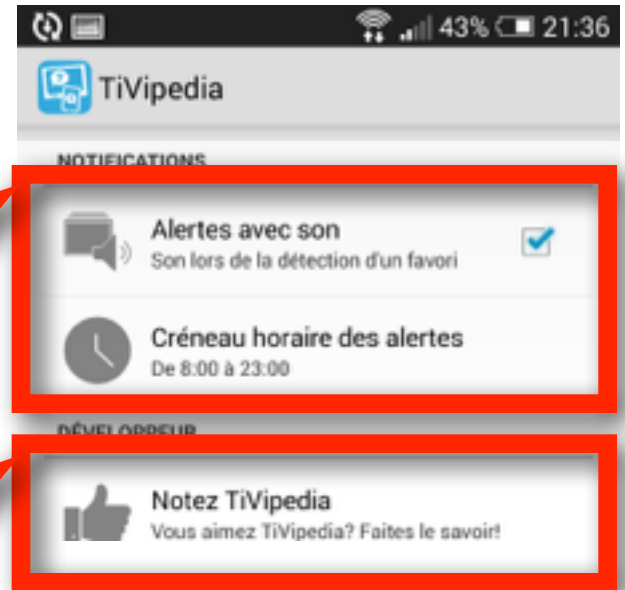 43% 21:36
TiVipedia
NOTIFICATIONS
Alertes avec son
Son lors de la détection d'un favori
Créneau horaire des alertes
De 8:00 à 23:00
DÉVELOPPEUR
Notez TiVipedia
Vous aimez TiVipedia? Faites le savoir!